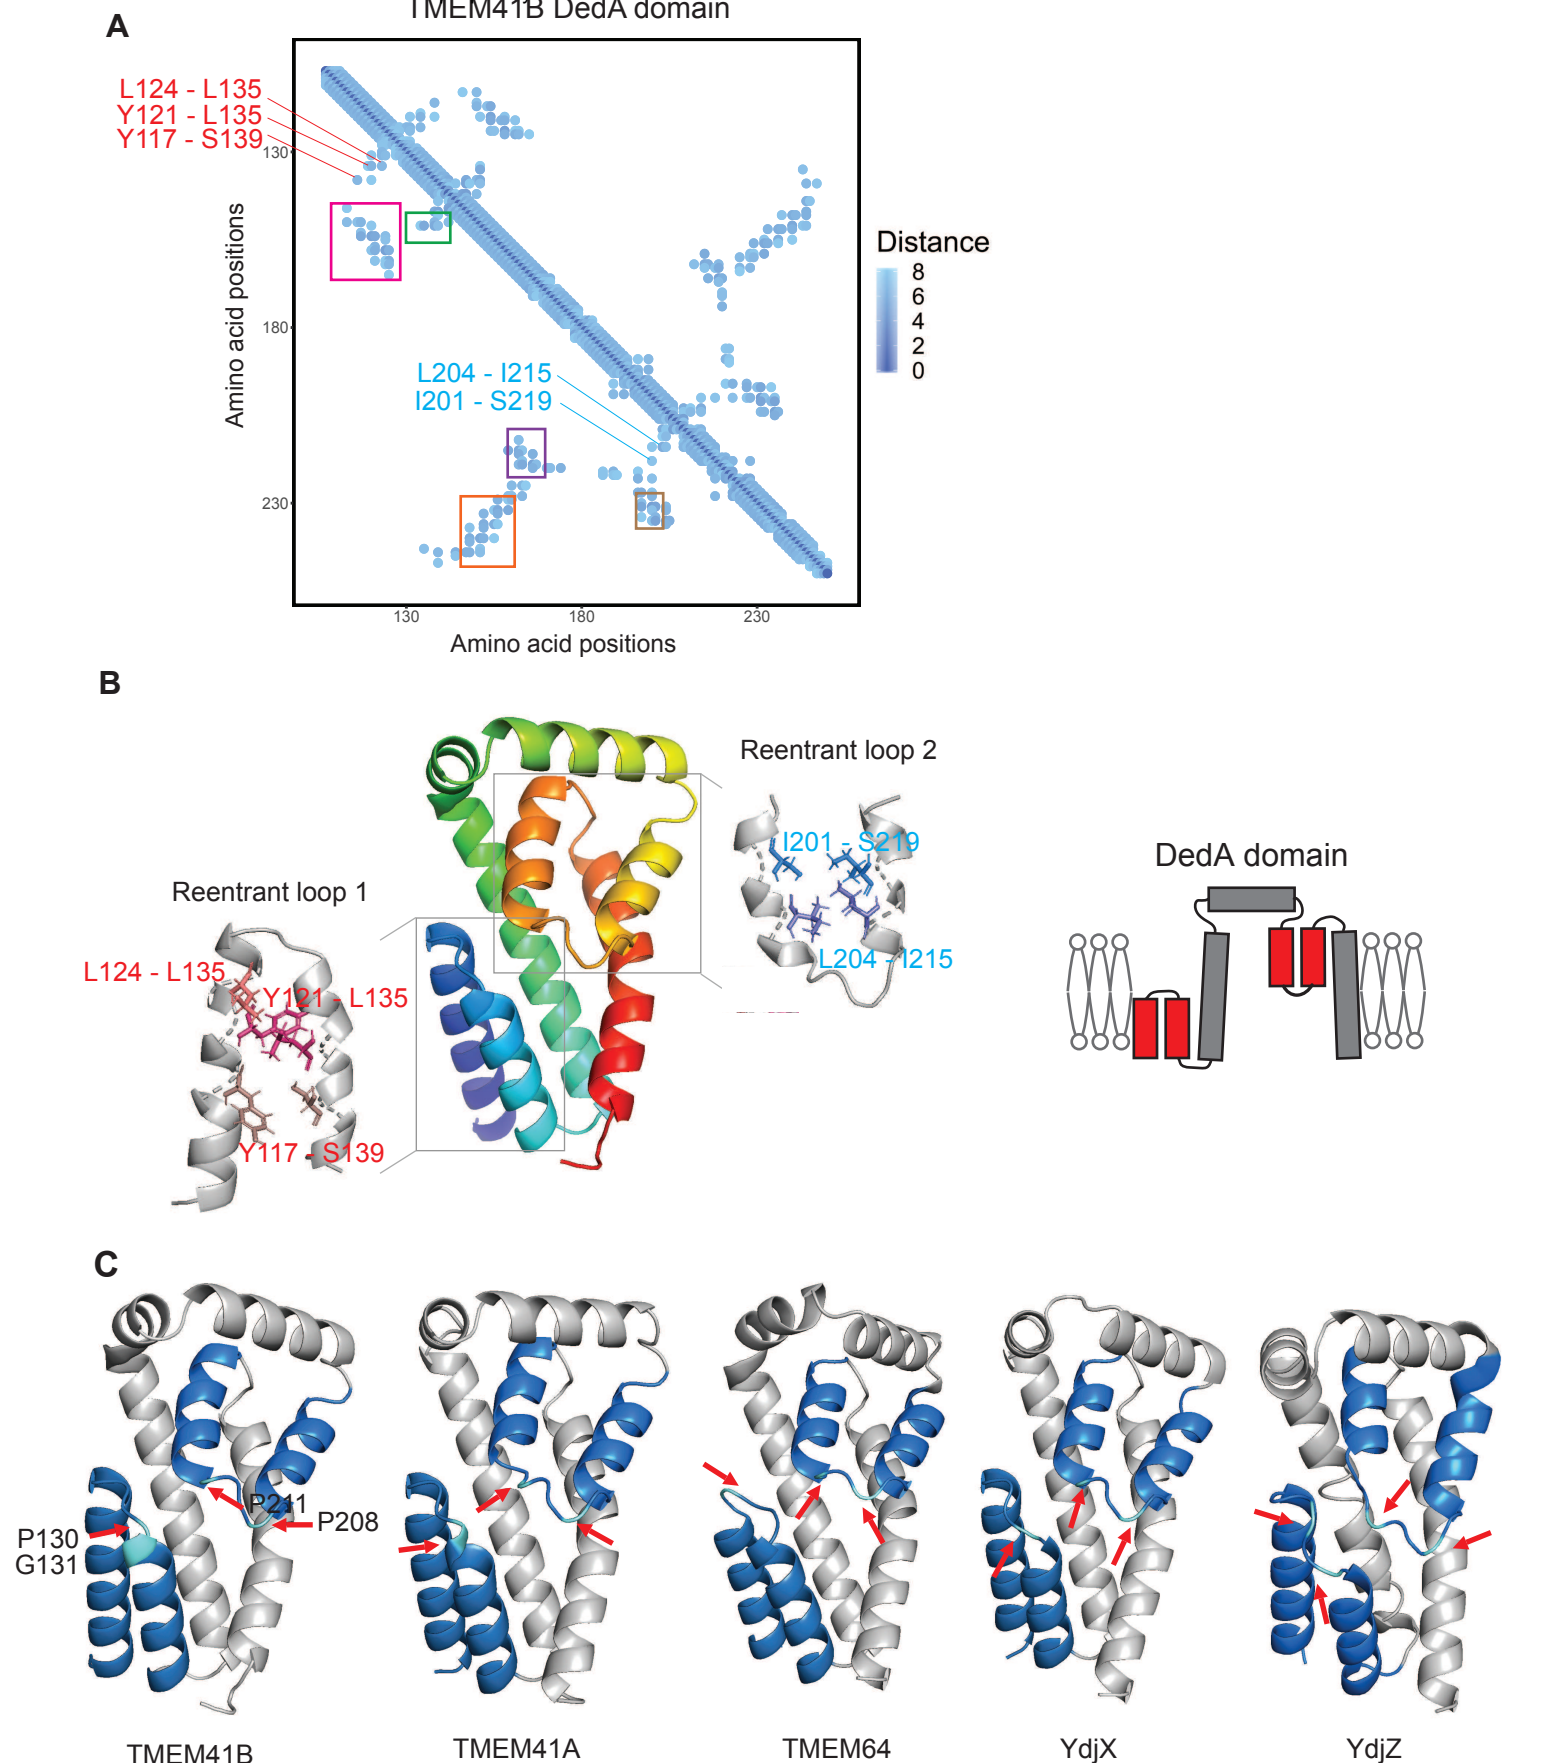 TMEM41B DedA domain
A
L124 - L135
Y121 - L135
Y117 - S139
130
180
230
L204 - I215
I201 - S219
Amino acid positions
130
180
230
Amino acid positions
Distance
8
6
4
2
0
B
Reentrant loop 1
L124 - L135
Y121 - L135
Y117 - S139
Reentrant loop 2
I201 - S219
L204 - I215
DedA domain
C
P130
G131
P211
P208
TMEM41B
TMEM41A
TMEM64
YdjX
YdjZ